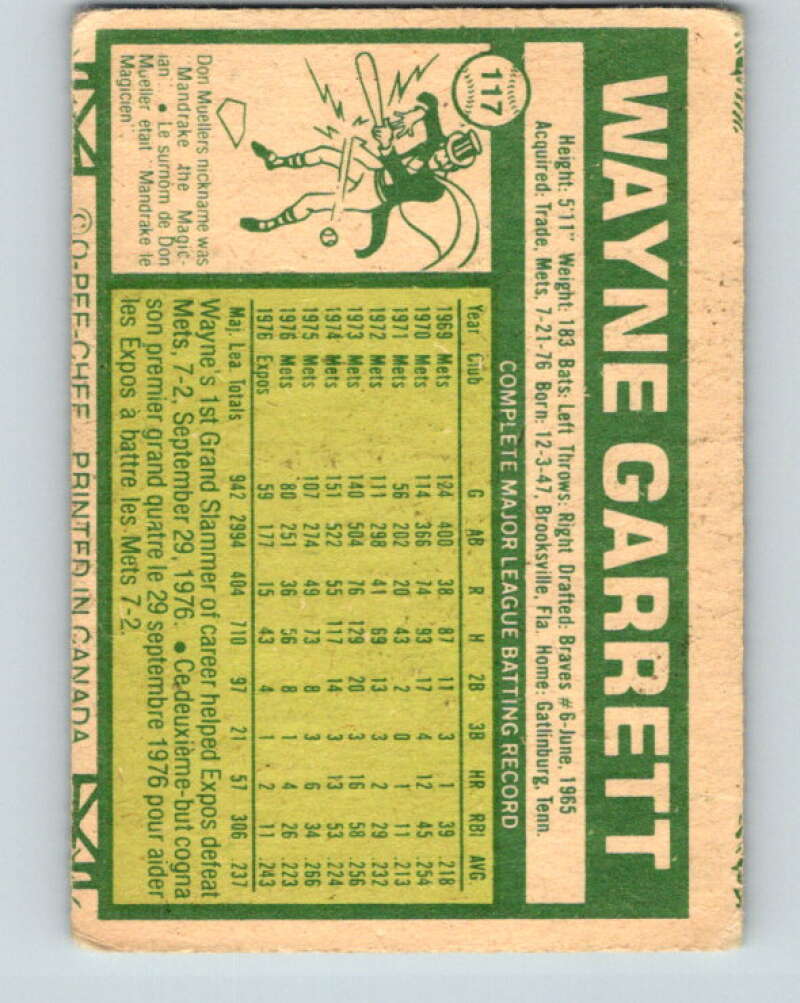 117
WAYNE GARRETT
Height: 5'11" Weight: 183 Bats: Left Throws: Right Drafted: Braves #6-June, 1965
Acquired: Trade, Mets, 7-21-76 Born: 12-3-47, Brooksville, Fla. Home: Gatlinburg, Tenn.
COMPLETE MAJOR LEAGUE BATTING RECORD
Year Club G AB R H 2B 3B HR RBI AVG
1969 Mets 124 400 38 87 11 3 1 39 .218
1970 Mets 114 366 74 93 17 4 12 45 .254
1971 Mets 56 202 20 43 2 0 1 11 .213
1972 Mets 111 298 41 69 13 3 2 29 .232
1973 Mets 140 504 76 129 20 3 16 58 .256
1974 Mets 151 522 55 117 14 3 13 53 .224
1975 Mets 107 274 49 73 8 3 6 34 .266
1976 Mets 80 251 36 56 8 1 4 26 .223
1976 Expos 59 177 15 43 4 1 2 11 .243
Maj. Lea. Totals 942 2994 404 710 97 21 57 306 .237
Wayne's 1st Grand Slammer of career helped Expos defeat
Mets, 7-2, September 29, 1976. • Ce deuxième-but cogna
son premier grand quatre le 29 septembre 1976 pour aider
les Expos à battre les Mets 7-2.
Don Muellers nickname was
"Mandrake the Magic-
ian". • Le surnom de Don
Mueller était "Mandrake le
Magicien".
© O-PEE-CHEE PRINTED IN CANADA